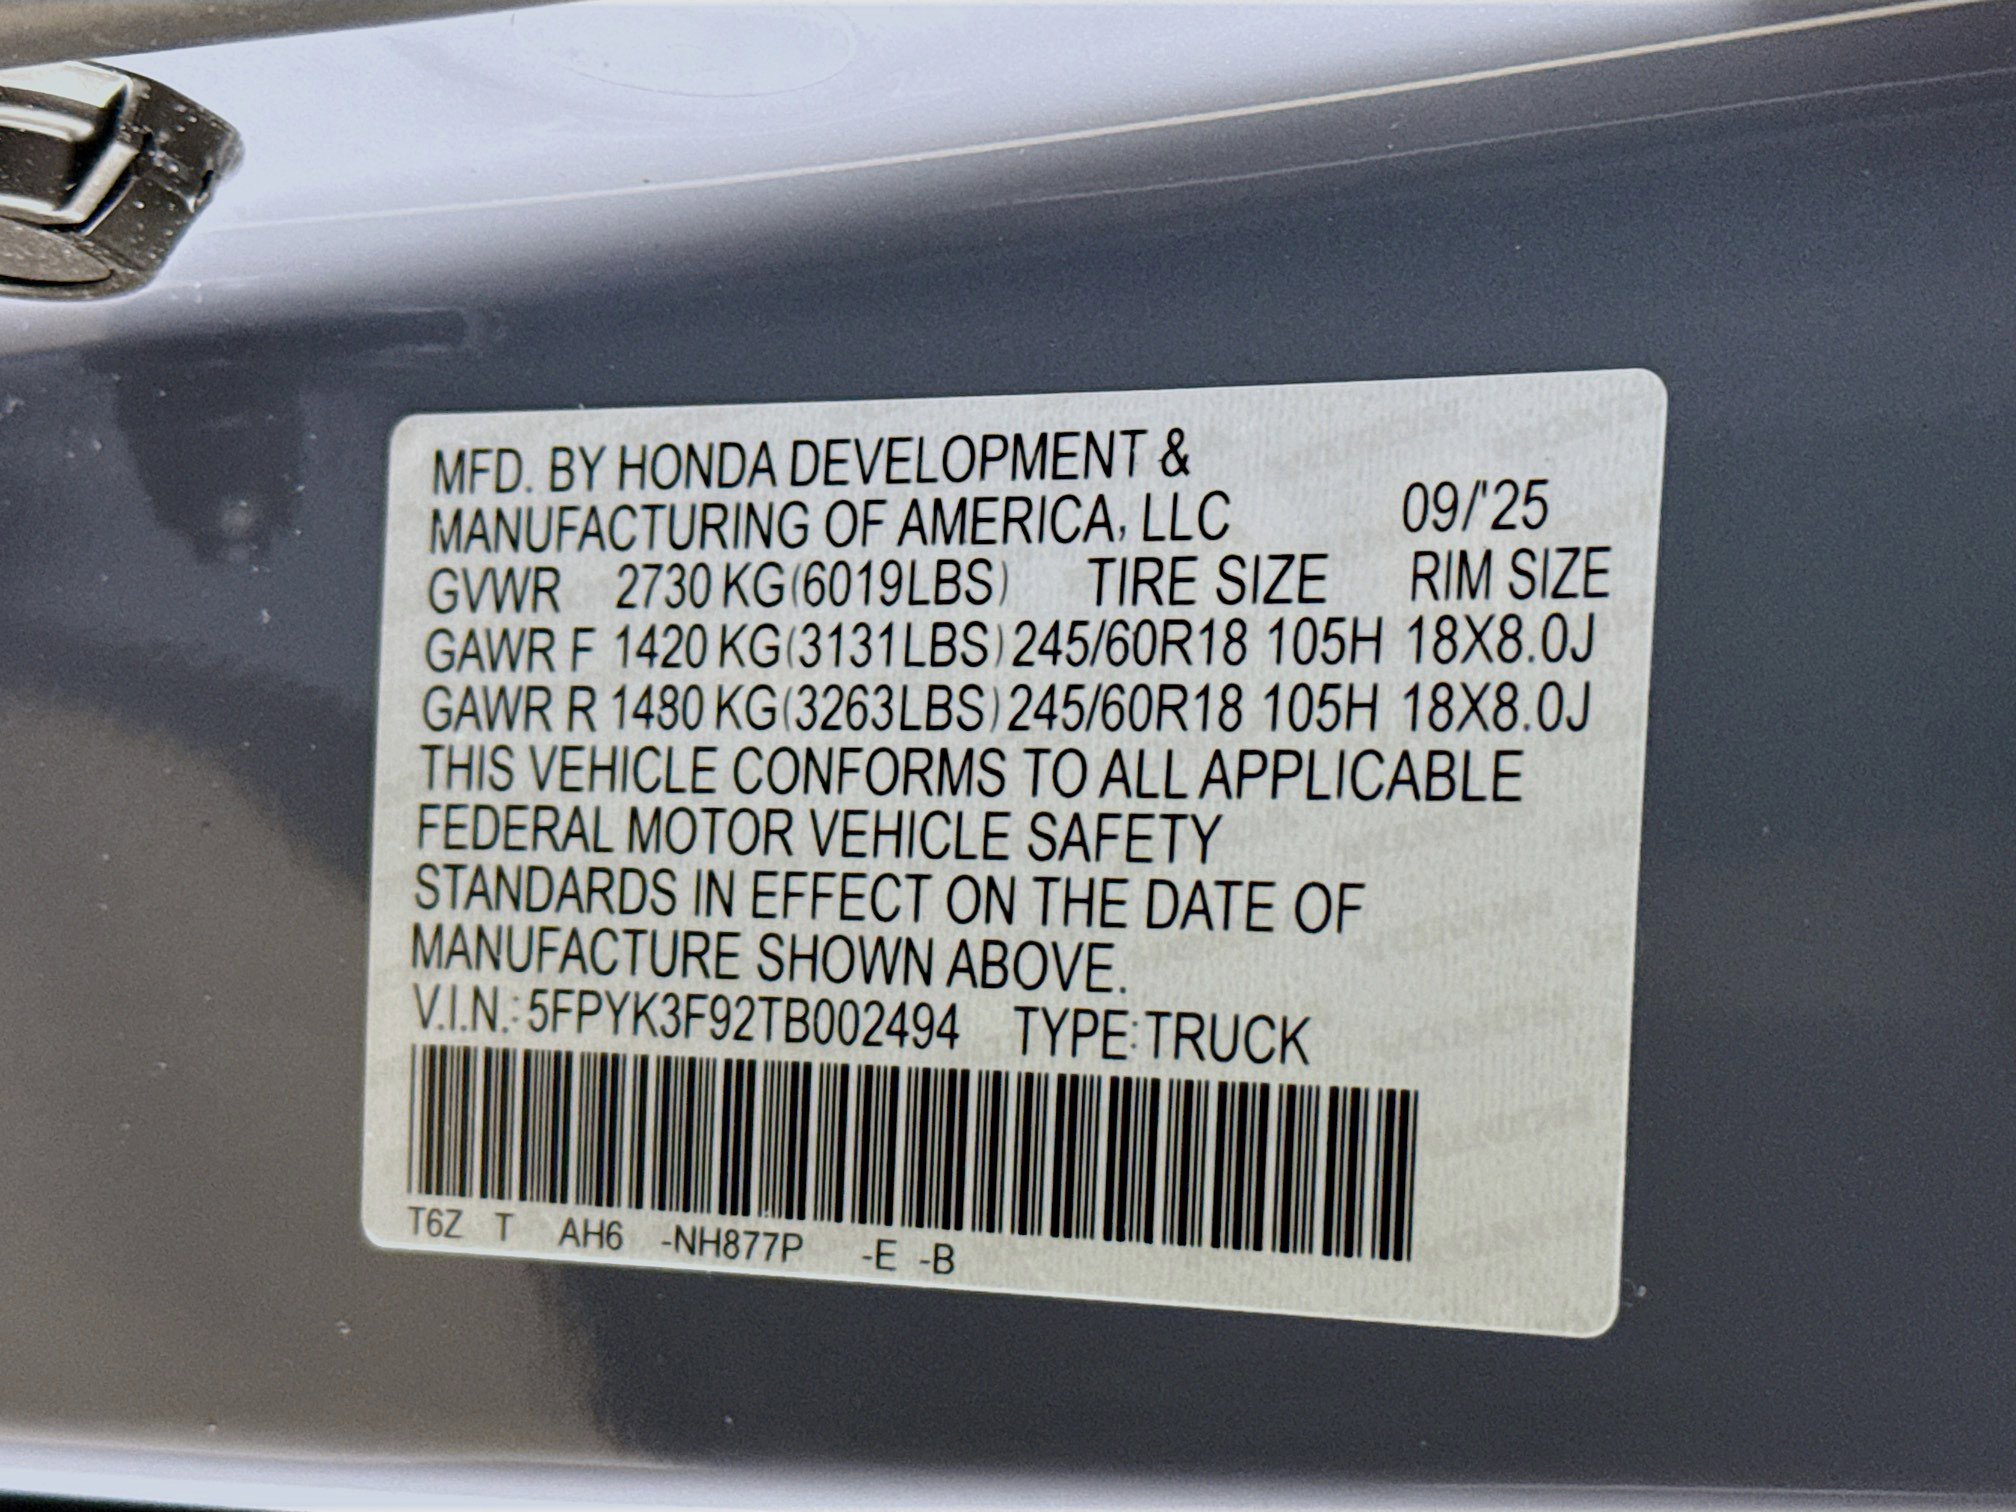 MFD. BY HONDA DEVELOPMENT &
MANUFACTURING OF AMERICA, LLC 09/'25
GVWR 2730 KG(6019LBS) TIRE SIZE RIM SIZE
GAWR F 1420 KG(3131LBS) 245/60R18 105H 18X8.0J
GAWR R 1480 KG(3263LBS) 245/60R18 105H 18X8.0J
THIS VEHICLE CONFORMS TO ALL APPLICABLE
FEDERAL MOTOR VEHICLE SAFETY
STANDARDS IN EFFECT ON THE DATE OF
MANUFACTURE SHOWN ABOVE.
V.I.N.: 5FPYK3F92TB002494 TYPE:TRUCK
T6Z T AH6 -NH877P -E -B